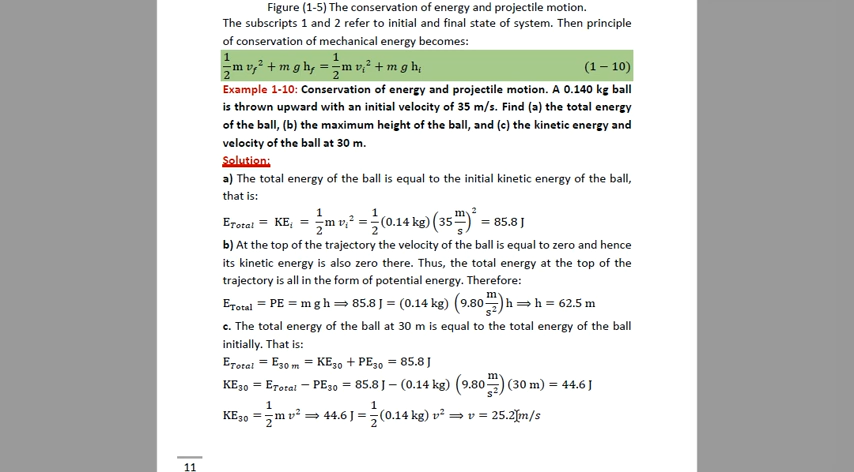 Figure (1-5) The conservation of energy and projectile motion.
The subscripts 1 and 2 refer to initial and final state of system. Then principle
of conservation of mechanical energy becomes:
1/2 m v_f² + m g h_f = 1/2 m v_i² + m g h_i (1 − 10)
Example 1-10: Conservation of energy and projectile motion. A 0.140 kg ball
is thrown upward with an initial velocity of 35 m/s. Find (a) the total energy
of the ball, (b) the maximum height of the ball, and (c) the kinetic energy and
velocity of the ball at 30 m.
Solution:
a) The total energy of the ball is equal to the initial kinetic energy of the ball,
that is:
E_Total = KE_i = 1/2 m v_i² = 1/2 (0.14 kg) (35 m/s)² = 85.8 J
b) At the top of the trajectory the velocity of the ball is equal to zero and hence
its kinetic energy is also zero there. Thus, the total energy at the top of the
trajectory is all in the form of potential energy. Therefore:
E_Total = PE = m g h ⟹ 85.8 J = (0.14 kg) (9.80 m/s²) h ⟹ h = 62.5 m
c. The total energy of the ball at 30 m is equal to the total energy of the ball
initially. That is:
E_Total = E_30 m = KE_30 + PE_30 = 85.8 J
KE_30 = E_Total − PE_30 = 85.8 J − (0.14 kg) (9.80 m/s²) (30 m) = 44.6 J
KE_30 = 1/2 m v² ⟹ 44.6 J = 1/2 (0.14 kg) v² ⟹ v = 25.2 m/s
11